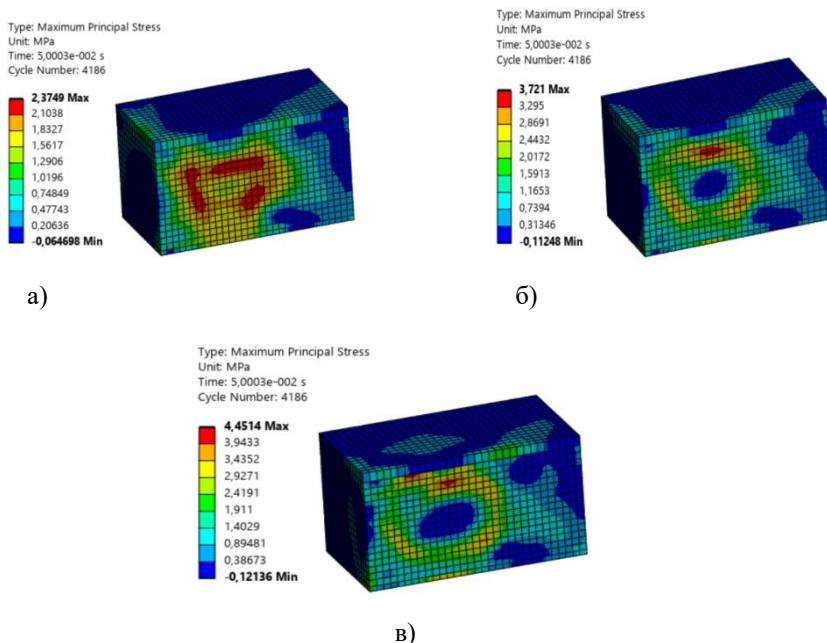 Type: Maximum Principal Stress
Unit: MPa
Time: 5,0003e-002 s
Cycle Number: 4186
2,3749 Max
2,1038
1,8327
1,5617
1,2906
1,0196
0,74849
0,47743
0,20636
-0,064698 Min
а)
Type: Maximum Principal Stress
Unit: MPa
Time: 5,0003e-002 s
Cycle Number: 4186
3,721 Max
3,295
2,8691
2,4432
2,0172
1,5913
1,1653
0,7394
0,31346
-0,11248 Min
б)
Type: Maximum Principal Stress
Unit: MPa
Time: 5,0003e-002 s
Cycle Number: 4186
4,4514 Max
3,9433
3,4352
2,9271
2,4191
1,911
1,4029
0,89481
0,38673
-0,12136 Min
в)